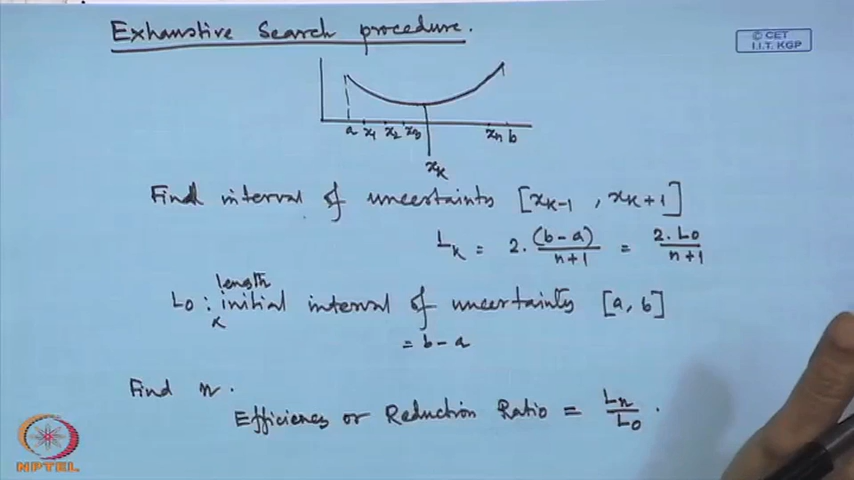 Exhaustive Search procedure.
© CET
I.I.T. KGP
a x1 x2 x3 xn b
xK
Find interval of uncertainty [xK-1 , xK+1]
LK = 2. (b-a)/n+1 = 2. L0/n+1
length
L0 : initial interval of uncertainty [a, b]
= b-a
Find n.
Efficiency or Reduction Ratio = Ln/L0 .
NPTEL